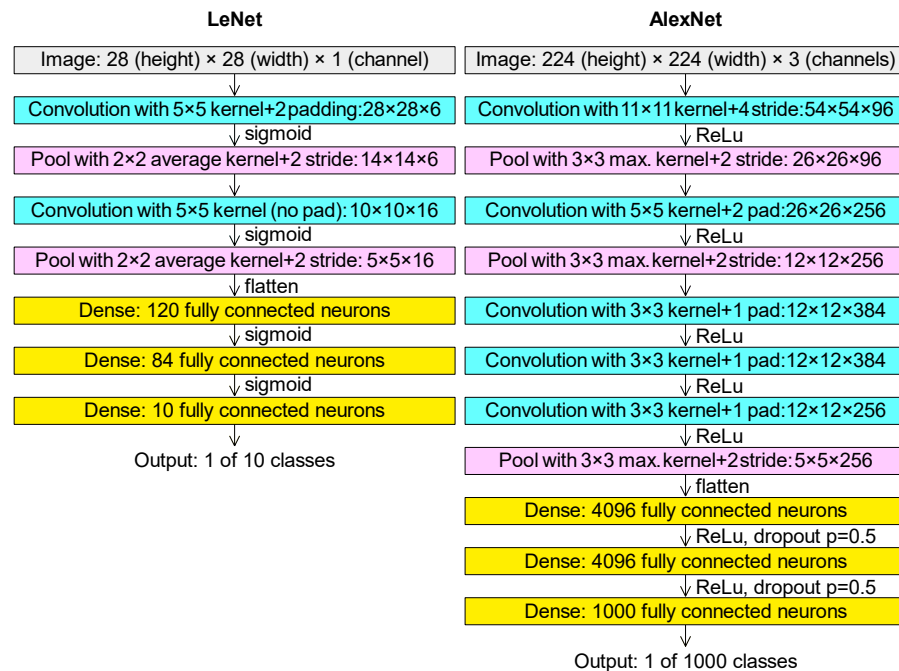 LeNet
Image: 28 (height) × 28 (width) × 1 (channel)
Convolution with 5×5 kernel+2 padding:28×28×6
sigmoid
Pool with 2×2 average kernel+2 stride:14×14×6
Convolution with 5×5 kernel (no pad):10×10×16
sigmoid
Pool with 2×2 average kernel+2 stride: 5×5×16
flatten
Dense: 120 fully connected neurons
sigmoid
Dense: 84 fully connected neurons
sigmoid
Dense: 10 fully connected neurons
Output: 1 of 10 classes
AlexNet
Image: 224 (height) × 224 (width) × 3 (channels)
Convolution with 11×11 kernel+4 stride:54×54×96
ReLu
Pool with 3×3 max. kernel+2 stride: 26×26×96
Convolution with 5×5 kernel+2 pad:26×26×256
ReLu
Pool with 3×3 max. kernel+2 stride: 12×12×256
Convolution with 3×3 kernel+1 pad:12×12×384
ReLu
Convolution with 3×3 kernel+1 pad:12×12×384
ReLu
Convolution with 3×3 kernel+1 pad:12×12×256
ReLu
Pool with 3×3 max. kernel+2 stride:5×5×256
flatten
Dense: 4096 fully connected neurons
ReLu, dropout p=0.5
Dense: 4096 fully connected neurons
ReLu, dropout p=0.5
Dense: 1000 fully connected neurons
Output: 1 of 1000 classes